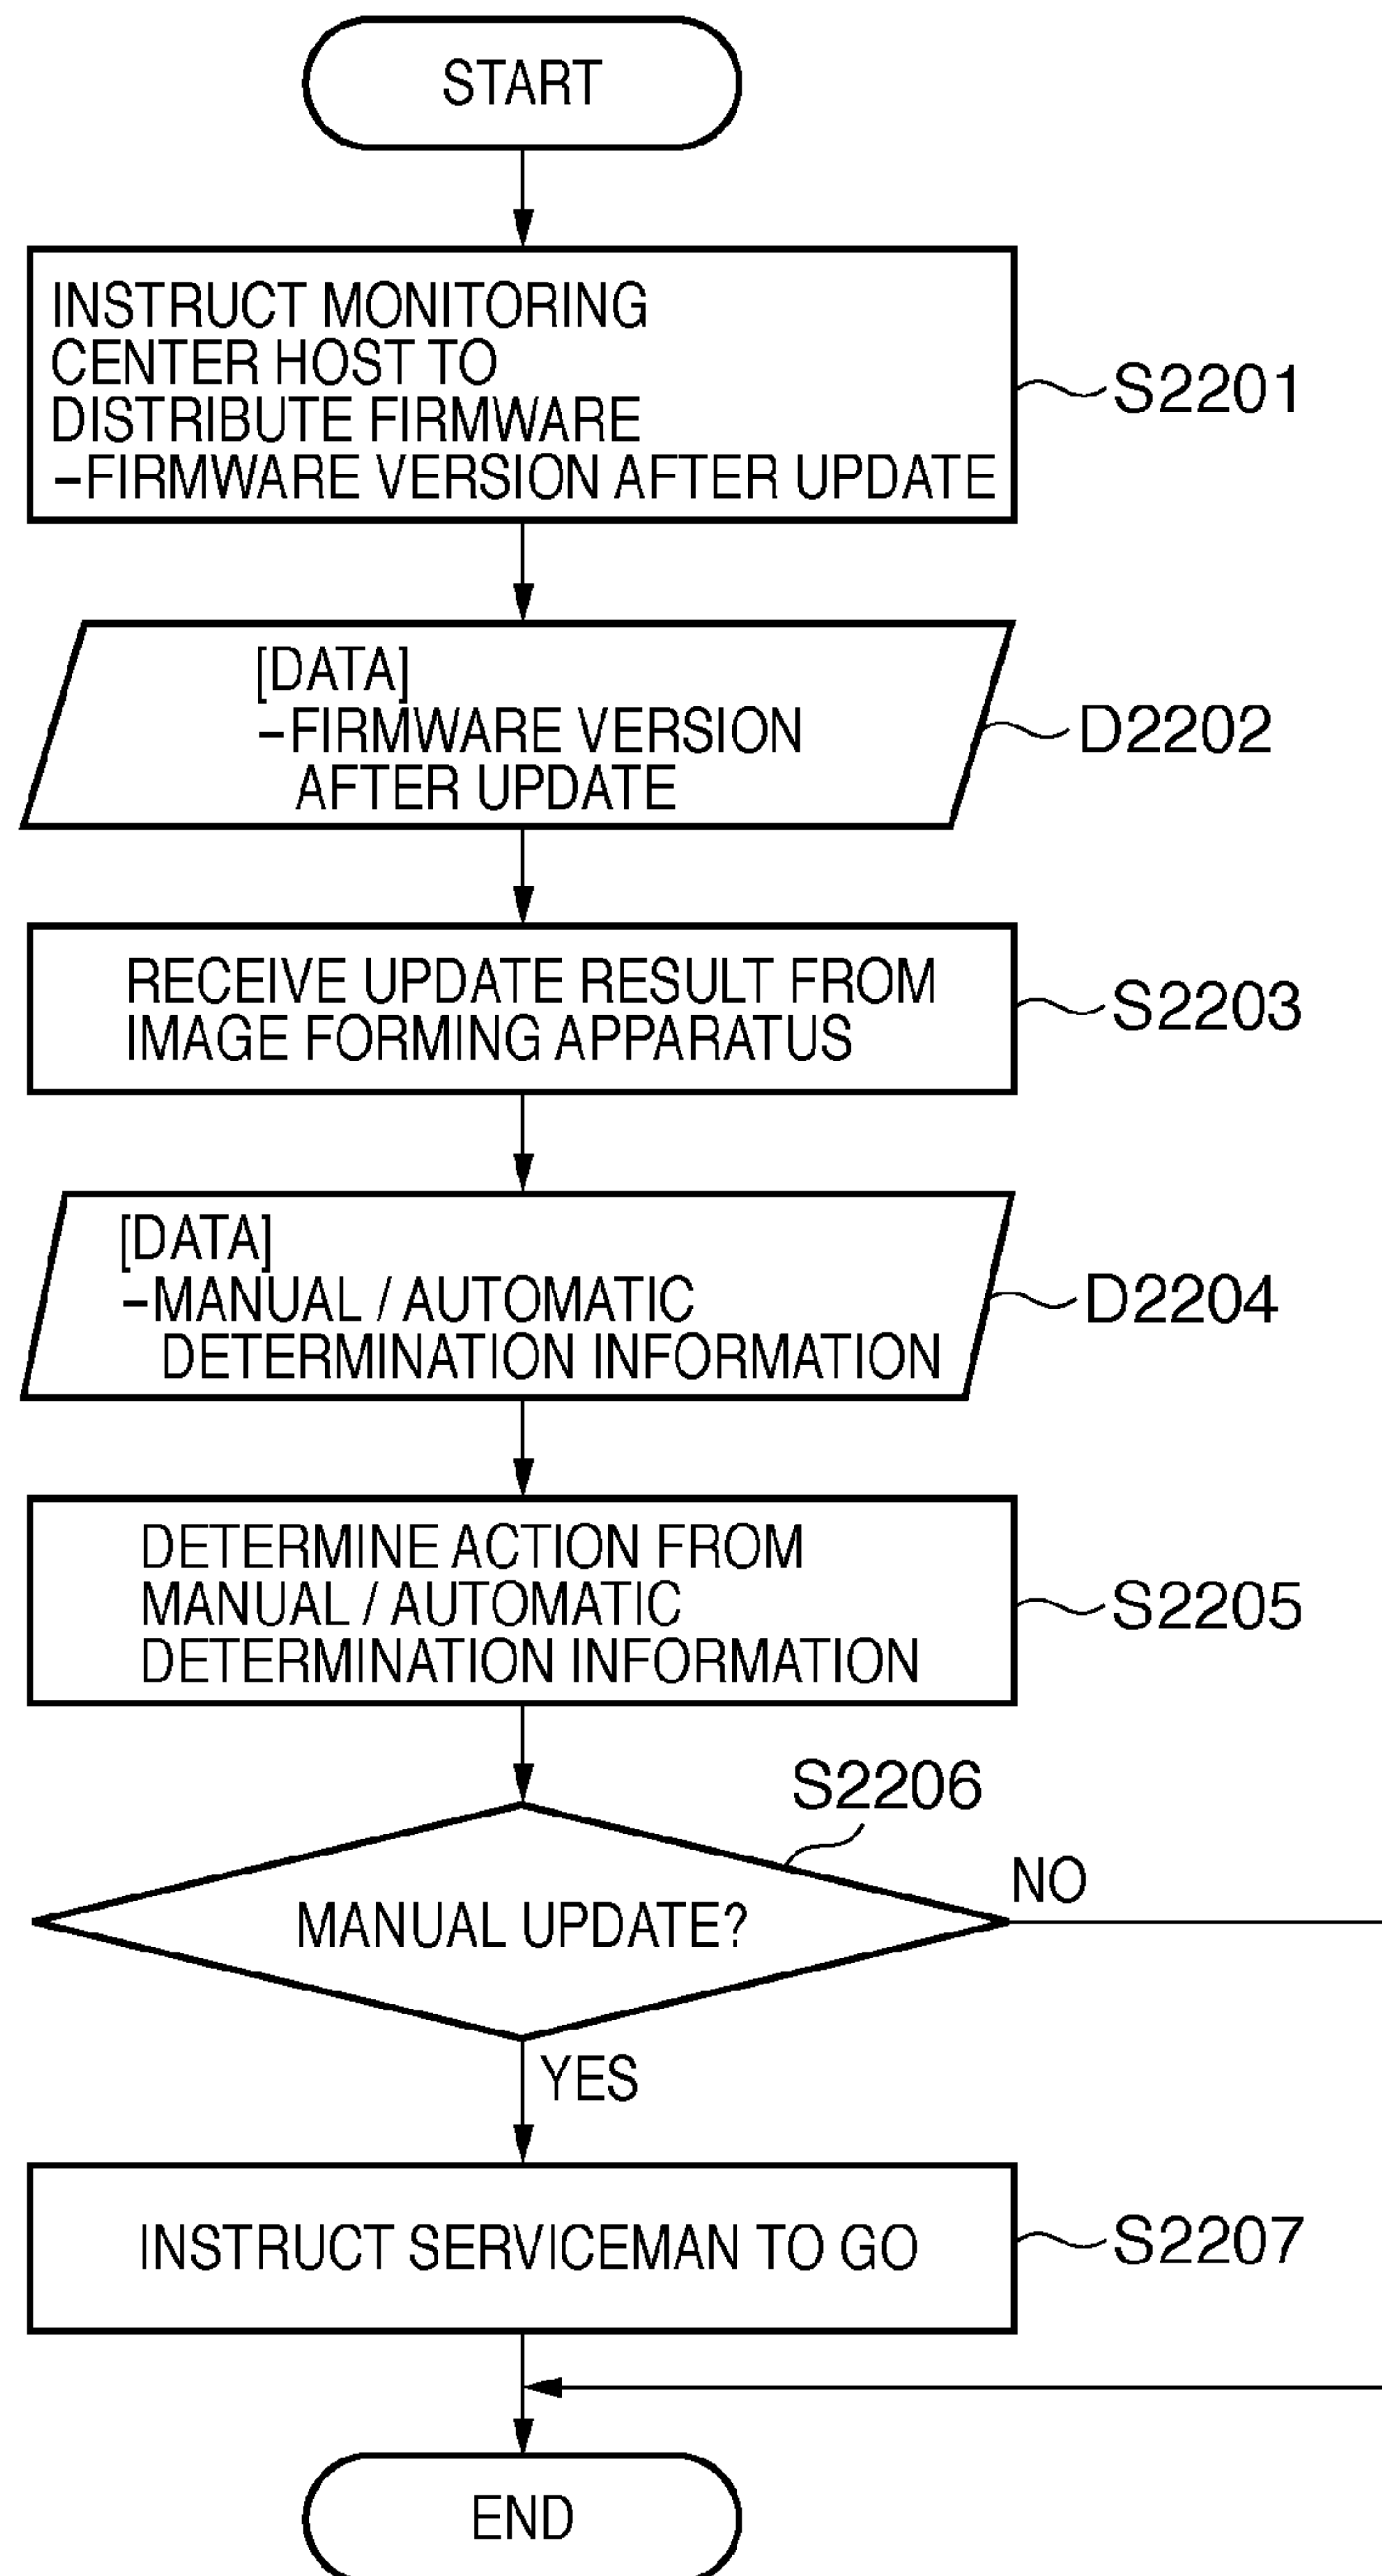 START
INSTRUCT MONITORING
CENTER HOST TO
DISTRIBUTE FIRMWARE
-FIRMWARE VERSION AFTER UPDATE
S2201
[DATA]
-FIRMWARE VERSION
AFTER UPDATE
D2202
RECEIVE UPDATE RESULT FROM
IMAGE FORMING APPARATUS
S2203
[DATA]
-MANUAL / AUTOMATIC
DETERMINATION INFORMATION
D2204
DETERMINE ACTION FROM
MANUAL / AUTOMATIC
DETERMINATION INFORMATION
S2205
S2206
MANUAL UPDATE?
NO
YES
INSTRUCT SERVICEMAN TO GO
S2207
END